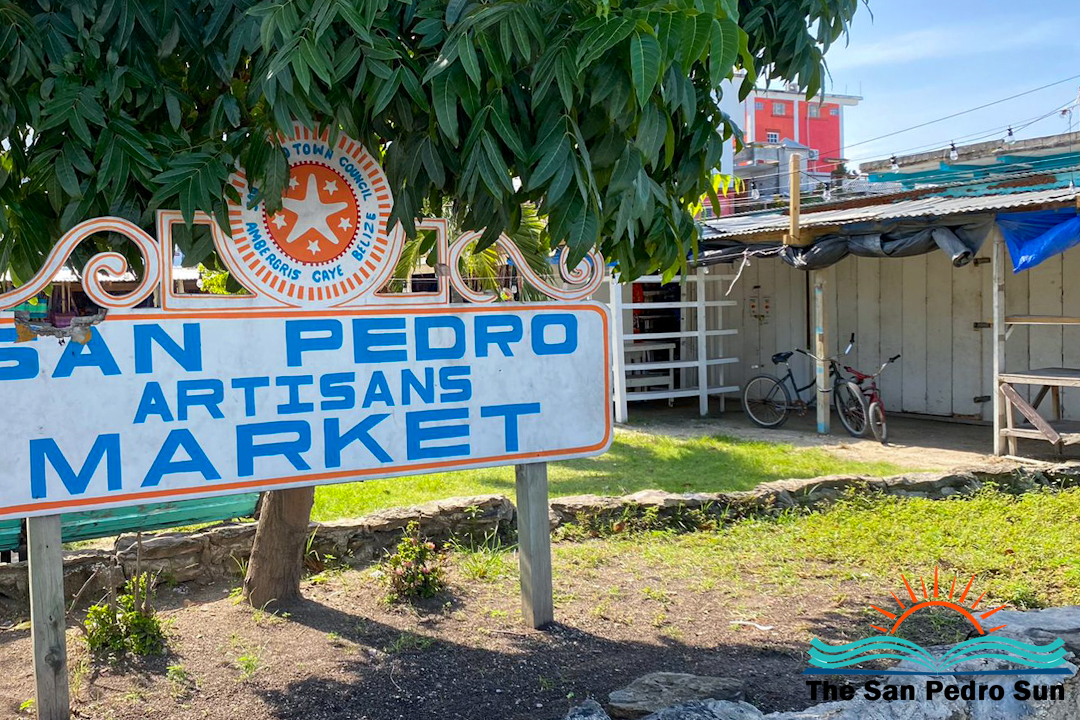 TOWN COUNCIL
AMBERGRIS CAYE BELIZE
SAN PEDRO
ARTISANS
MARKET
The San Pedro Sun